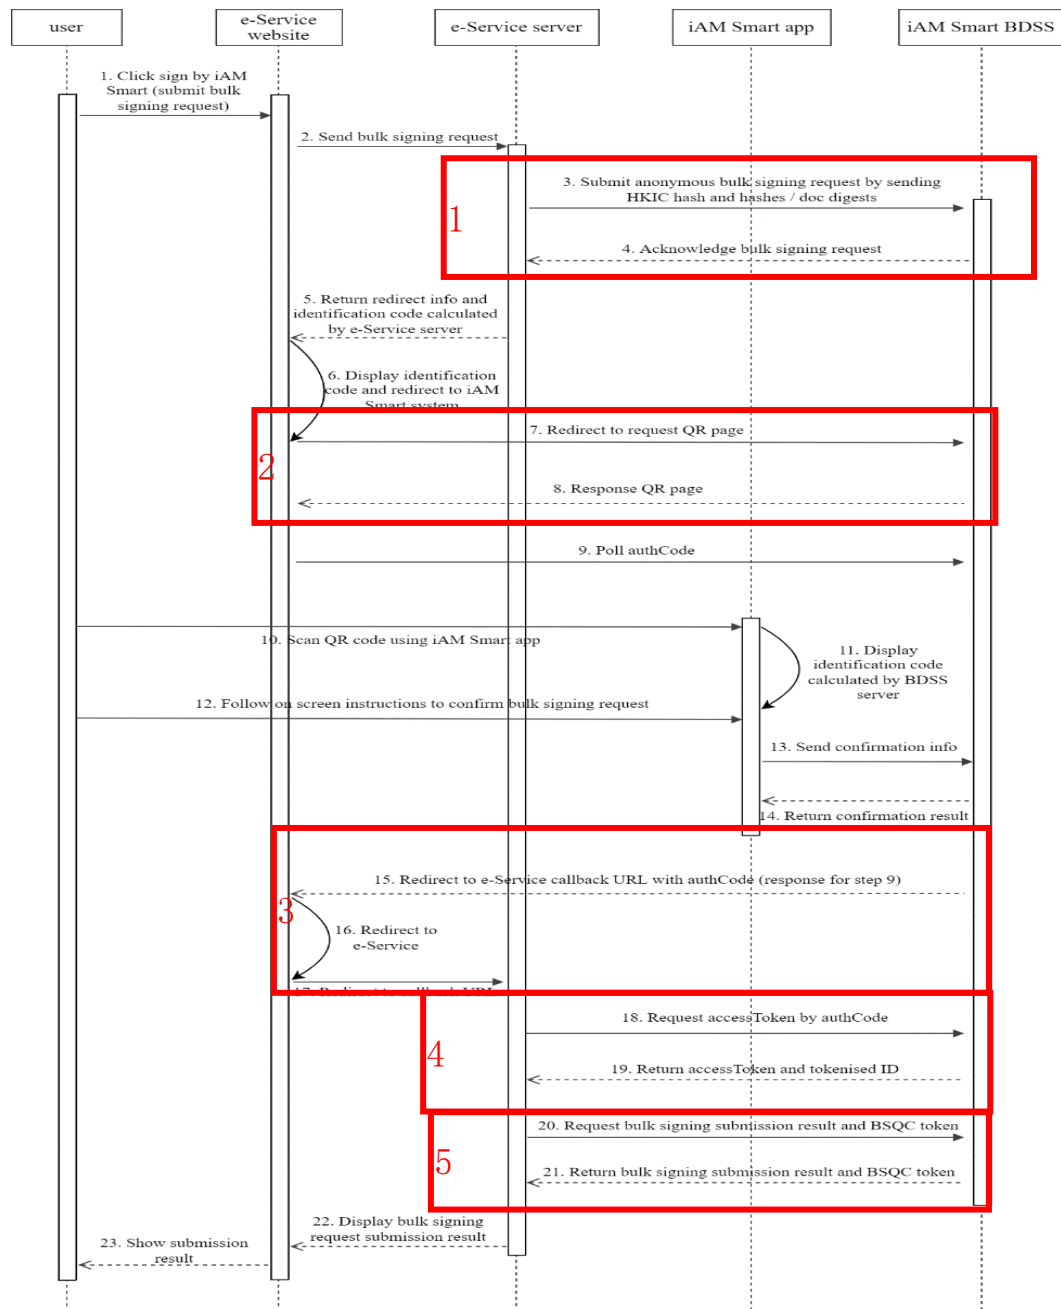 user
e-Service
website
e-Service server
iAM Smart app
iAM Smart BDSS
1. Click sign by iAM
Smart (submit bulk
signing request)
2. Send bulk signing request
3. Submit anonymous bulk signing request by sending
HKIC hash and hashes / doc digests
1
4. Acknowledge bulk signing request
5. Return redirect info and
identification code calculated
by e-Service server
6. Display identification
code and redirect to iAM
Smart system
7. Redirect to request QR page
2
8. Response QR page
9. Poll authCode
10. Scan QR code using iAM Smart app
11. Display
identification code
calculated by BDSS
server
12. Follow on screen instructions to confirm bulk signing request
13. Send confirmation info
14. Return confirmation result
15. Redirect to e-Service callback URL with authCode (response for step 9)
3
16. Redirect to
e-Service
17. Redirect to callback URL
18. Request accessToken by authCode
4
19. Return accessToken and tokenised ID
20. Request bulk signing submission result and BSQC token
5
21. Return bulk signing submission result and BSQC token
22. Display bulk signing
request submission result
23. Show submission
result